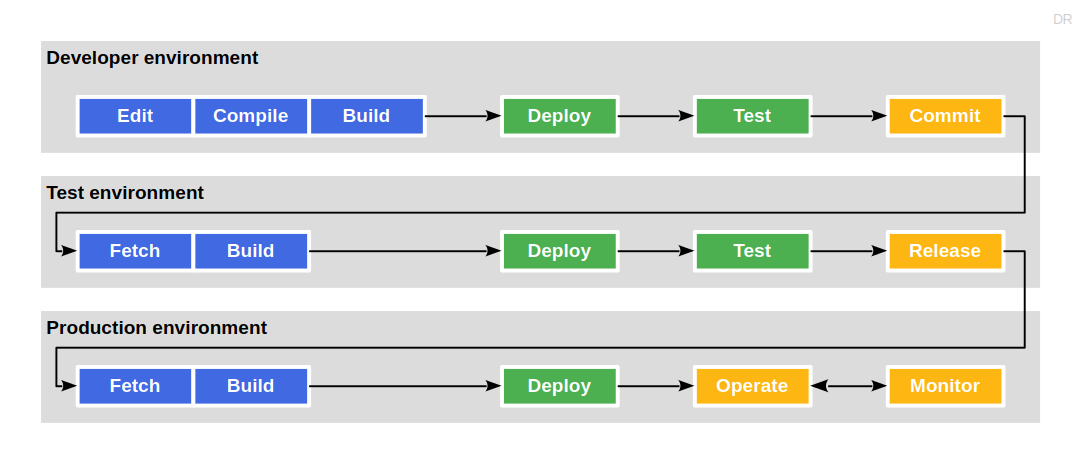 DR
Developer environment
Edit Compile Build Deploy Test Commit
Test environment
Fetch Build Deploy Test Release
Production environment
Fetch Build Deploy Operate Monitor